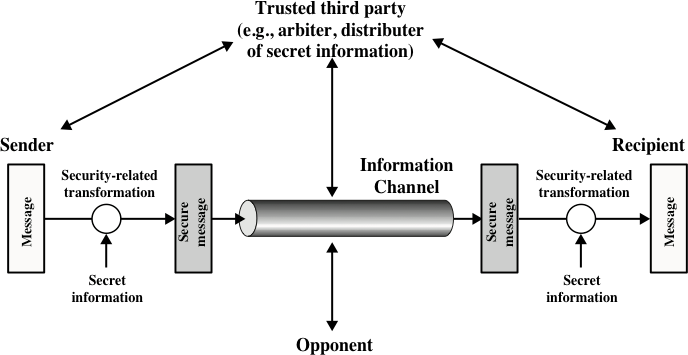 Trusted third party
(e.g., arbiter, distributer
of secret information)
Sender
Recipient
Information
Channel
Security-related
transformation
Security-related
transformation
Message
Secure
message
Secure
message
Message
Secret
information
Secret
information
Opponent